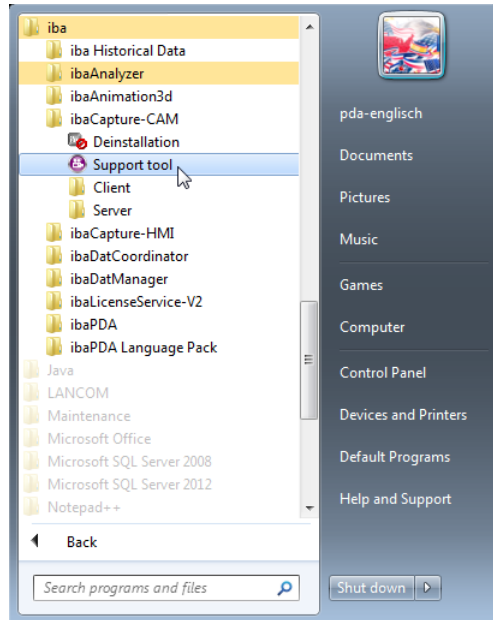 iba
iba Historical Data
ibaAnalyzer
ibaAnimation3d
ibaCapture-CAM
Deinstallation
Support tool
Client
Server
ibaCapture-HMI
ibaDatCoordinator
ibaDatManager
ibaLicenseService-V2
ibaPDA
ibaPDA Language Pack
Java
LANCOM
Maintenance
Microsoft Office
Microsoft SQL Server 2008
Microsoft SQL Server 2012
Notepad++
Back
Search programs and files
pda-englisch
Documents
Pictures
Music
Games
Computer
Control Panel
Devices and Printers
Default Programs
Help and Support
Shut down